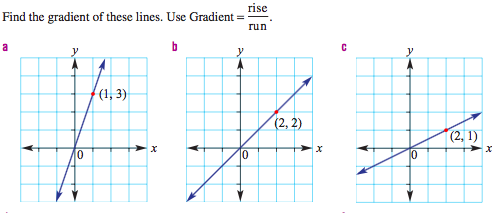 Find the gradient of these lines. Use Gradient = rise/run.
a
y
(1, 3)
x
0
b
y
(2, 2)
x
0
c
y
(2, 1)
x
0